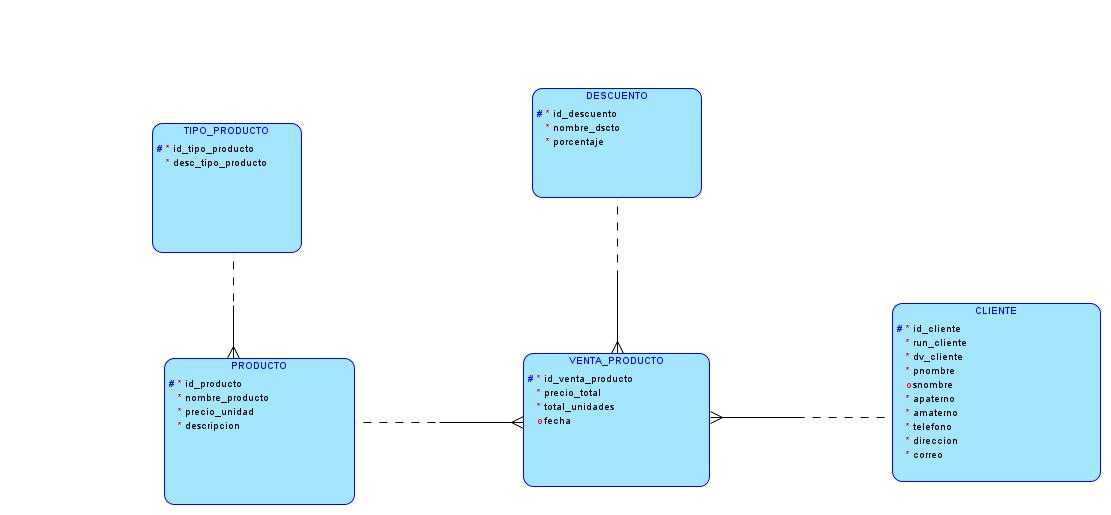 DESCUENTO
# * id_descuento
* nombre_dscto
* porcentaje
TIPO_PRODUCTO
# * id_tipo_producto
* desc_tipo_producto
PRODUCTO
# * id_producto
* nombre_producto
* precio_unidad
* descripcion
VENTA_PRODUCTO
# * id_venta_producto
* precio_total
* total_unidades
o fecha
CLIENTE
# * id_cliente
* run_cliente
* dv_cliente
* pnombre
o snombre
* apaterno
* amaterno
* telefono
* direccion
* correo